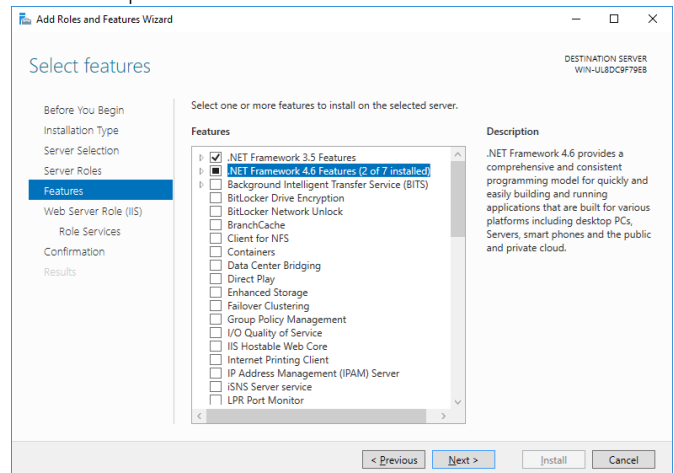 Add Roles and Features Wizard
Select features
DESTINATION SERVER
WIN-UL8DC9F79EB
Before You Begin
Installation Type
Server Selection
Server Roles
Features
Web Server Role (IIS)
Role Services
Confirmation
Results
Select one or more features to install on the selected server.
Features
.NET Framework 3.5 Features
.NET Framework 4.6 Features (2 of 7 installed)
Background Intelligent Transfer Service (BITS)
BitLocker Drive Encryption
BitLocker Network Unlock
BranchCache
Client for NFS
Containers
Data Center Bridging
Direct Play
Enhanced Storage
Failover Clustering
Group Policy Management
I/O Quality of Service
IIS Hostable Web Core
Internet Printing Client
IP Address Management (IPAM) Server
iSNS Server service
LPR Port Monitor
Description
.NET Framework 4.6 provides a
comprehensive and consistent
programming model for quickly and
easily building and running
applications that are built for various
platforms including desktop PCs,
Servers, smart phones and the public
and private cloud.
< Previous
Next >
Install
Cancel